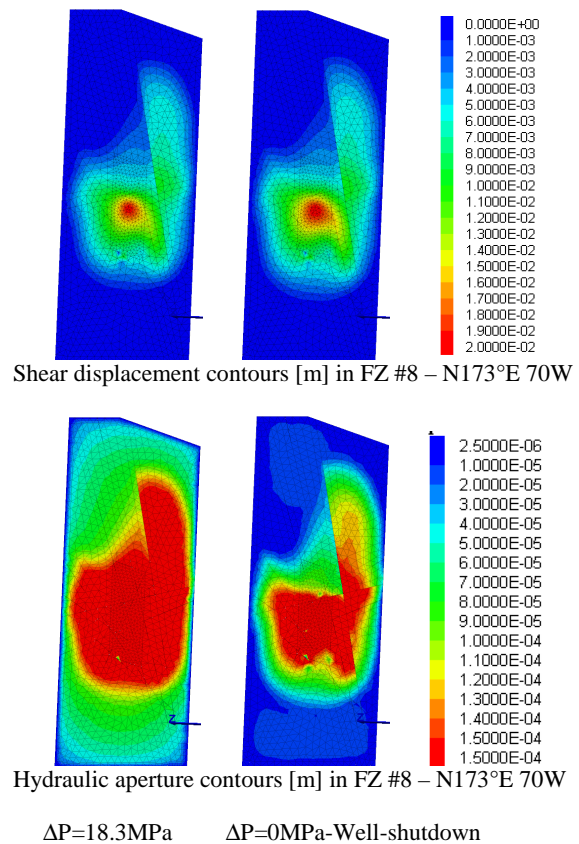 0.0000E+00
1.0000E-03
1.0000E-03
4.0000E-03
3.0000E-03
4.0000E-03
5.0000E-03
6.0000E-03
7.0000E-03
9.0000E-03
1.0000E-02
1.1000E-02
1.2000E-02
1.2000E-02
1.5000E-02
1.6000E-02
1.7000E-02
1.8000E-02
1.9000E-02
2.0000E-02
Shear displacement contours [m] in FZ #8 – N173°E 70W
2.5000E-06
1.0000E-05
2.0000E-05
3.0000E-05
4.0000E-05
5.0000E-05
6.0000E-05
7.0000E-05
8.0000E-05
9.0000E-05
1.0000E-04
1.1000E-04
1.2000E-04
1.3000E-04
1.4000E-04
1.5000E-04
1.5000E-04
Z
Hydraulic aperture contours [m] in FZ #8 – N173°E 70W
ΔP=18.3MPa ΔP=0MPa-Well-shutdown